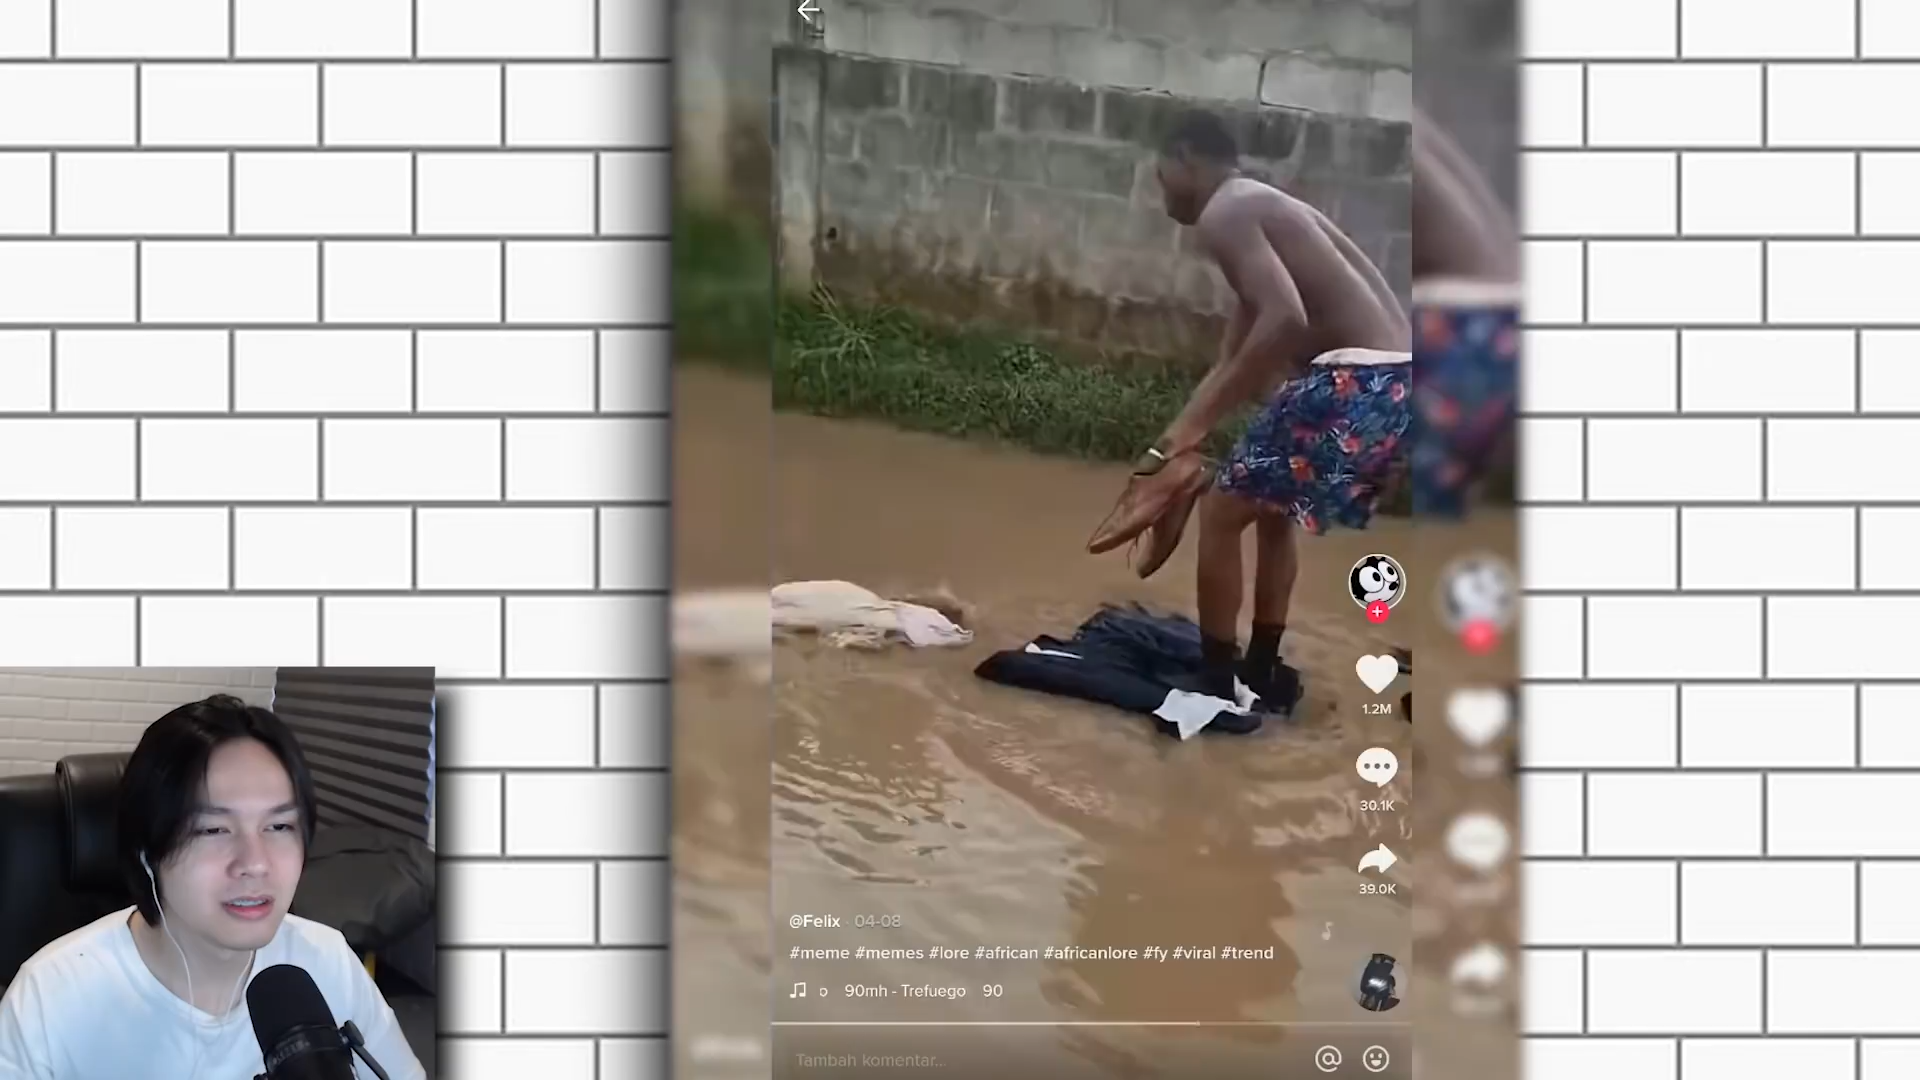 1.2M
30.1K
39.0K
@Felix · 04-08
#meme #memes #lore #african #africanlore #fy #viral #trend
o 90mh - Trefuego 90
Tambah komentar...